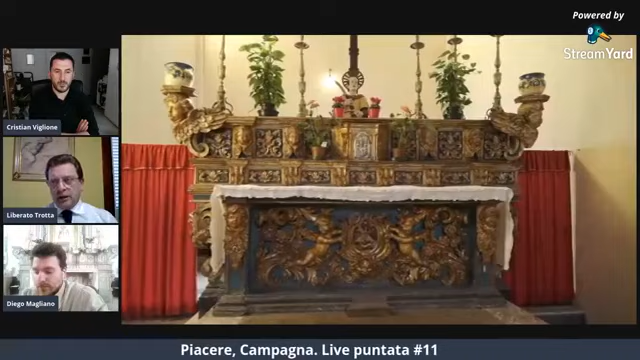 Powered by
StreamYard
Cristian Viglione
Liberato Trotta
Diego Magliano
Piacere, Campagna. Live puntata #11